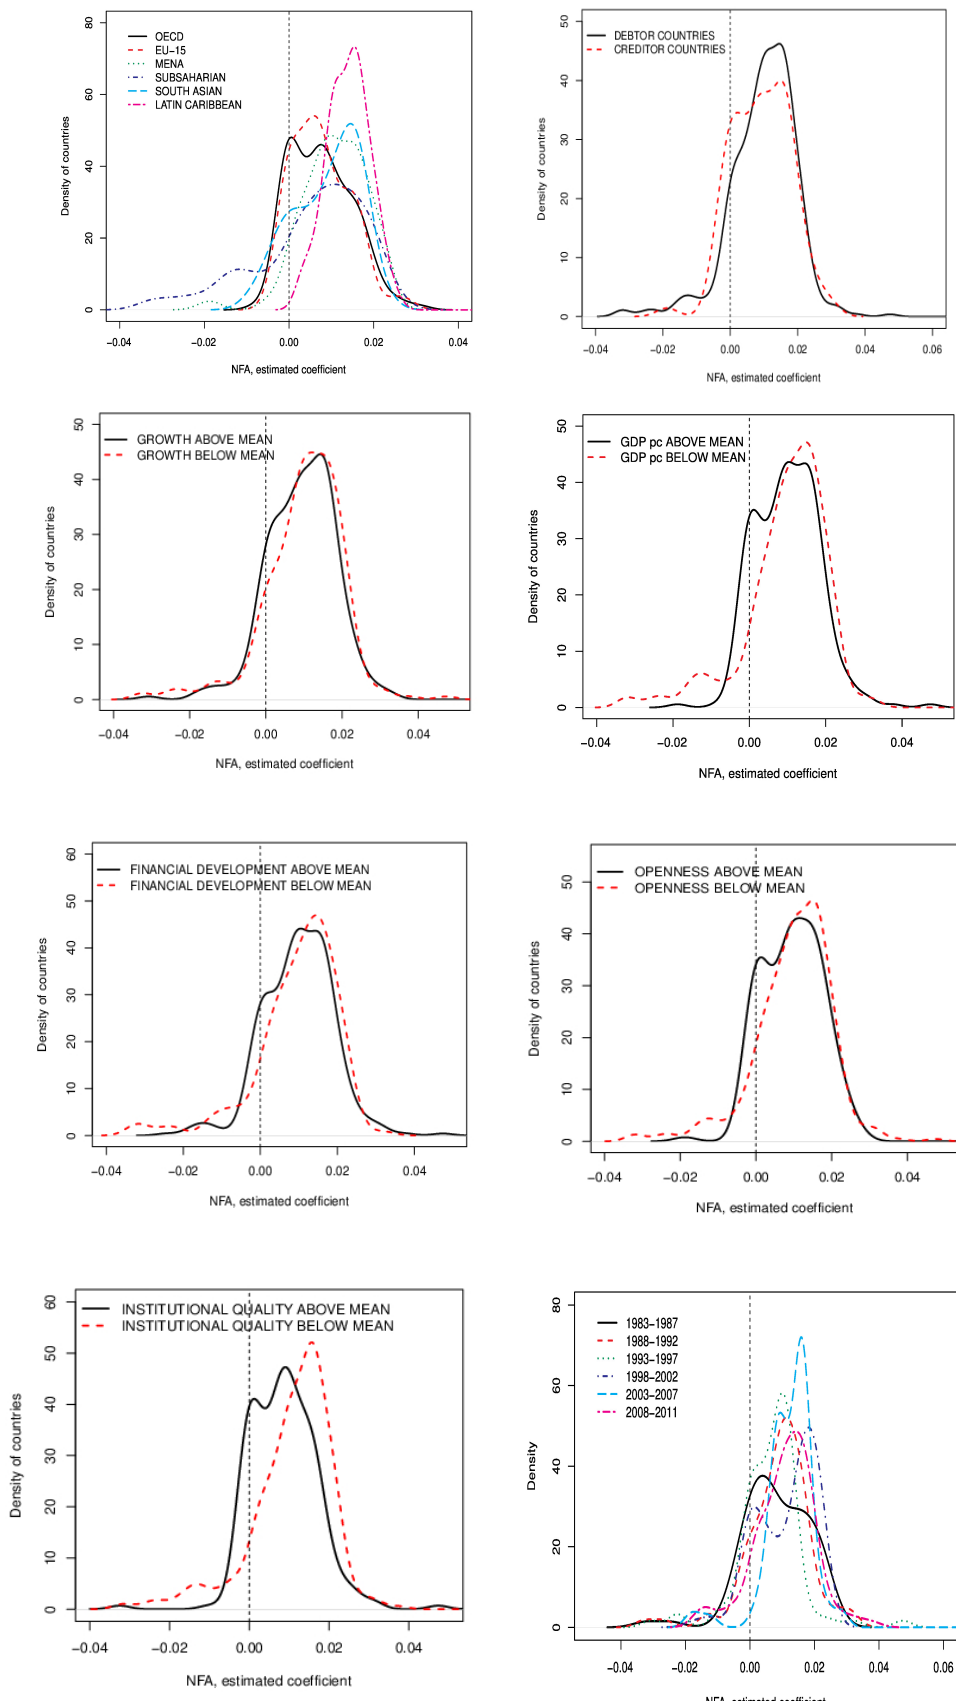 80
60
40
20
0
Density of countries
OECD
EU−15
MENA
SUBSAHARIAN
SOUTH ASIAN
LATIN CARIBBEAN
−0.04 −0.02 0.00 0.02 0.04
NFA, estimated coefficient
50
40
30
20
10
0
Density of countries
DEBTOR COUNTRIES
CREDITOR COUNTRIES
−0.04 −0.02 0.00 0.02 0.04 0.06
NFA, estimated coefficient
50
40
30
20
10
0
Density of countries
GROWTH ABOVE MEAN
GROWTH BELOW MEAN
−0.04 −0.02 0.00 0.02 0.04
NFA, estimated coefficient
50
40
30
20
10
0
Density of countries
GDP pc ABOVE MEAN
GDP pc BELOW MEAN
−0.04 −0.02 0.00 0.02 0.04
NFA, estimated coefficient
60
50
40
30
20
10
0
Density of countries
FINANCIAL DEVELOPMENT ABOVE MEAN
FINANCIAL DEVELOPMENT BELOW MEAN
−0.04 −0.02 0.00 0.02 0.04
NFA, estimated coefficient
50
40
30
20
10
0
Density of countries
OPENNESS ABOVE MEAN
OPENNESS BELOW MEAN
−0.04 −0.02 0.00 0.02 0.04
NFA, estimated coefficient
60
50
40
30
20
10
0
Density of countries
INSTITUTIONAL QUALITY ABOVE MEAN
INSTITUTIONAL QUALITY BELOW MEAN
−0.04 −0.02 0.00 0.02 0.04
NFA, estimated coefficient
80
60
40
20
0
Density
1983−1987
1988−1992
1993−1997
1998−2002
2003−2007
2008−2011
−0.04 −0.02 0.00 0.02 0.04 0.06
NFA, estimated coefficient